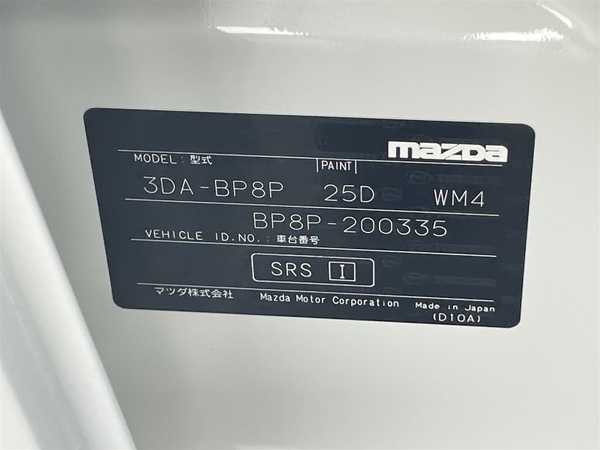 mazda
MODEL: 型式 PAINT
3DA-BP8P 25D WM4
BP8P-200335
VEHICLE ID.NO.: 車台番号
SRS I
マツダ株式会社 Mazda Motor Corporation Made in Japan
(D10A)